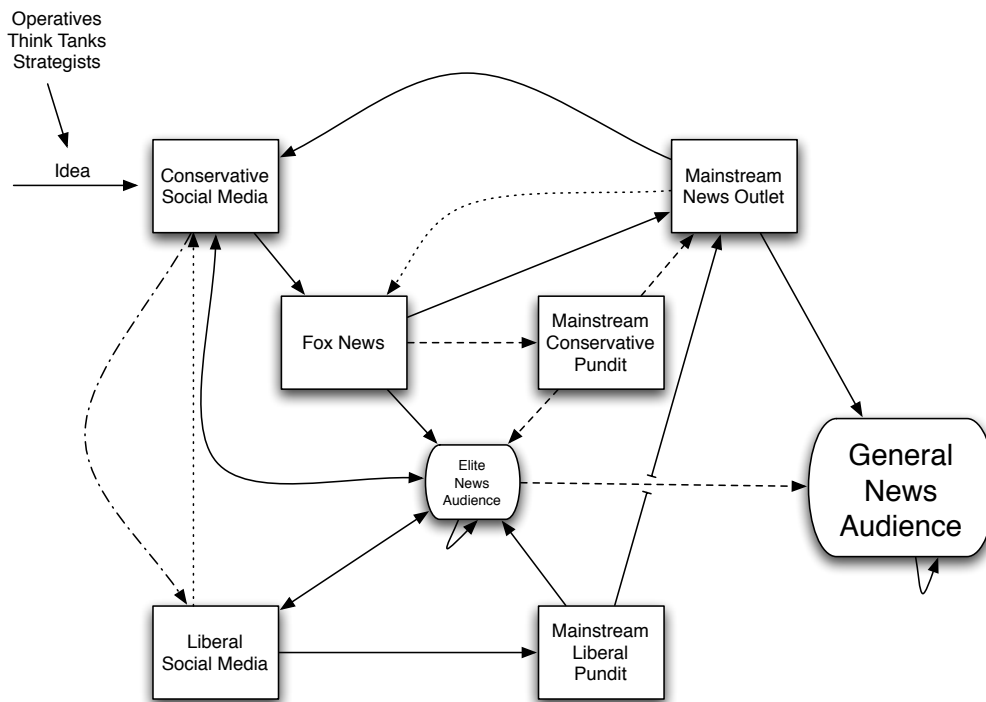 Operatives
Think Tanks
Strategists
Idea
Conservative
Social Media
Mainstream
News Outlet
Fox News
Mainstream
Conservative
Pundit
Elite
News
Audience
General
News
Audience
Liberal
Social Media
Mainstream
Liberal
Pundit